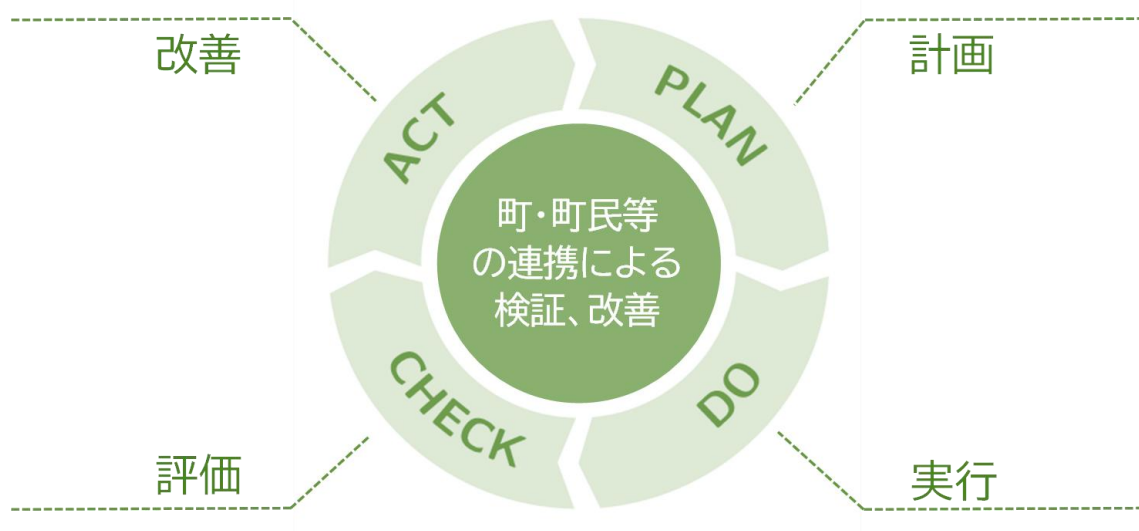 改善
計画
ACT
PLAN
町・町民等
の連携による
検証、改善
CHECK
DO
評価
実行